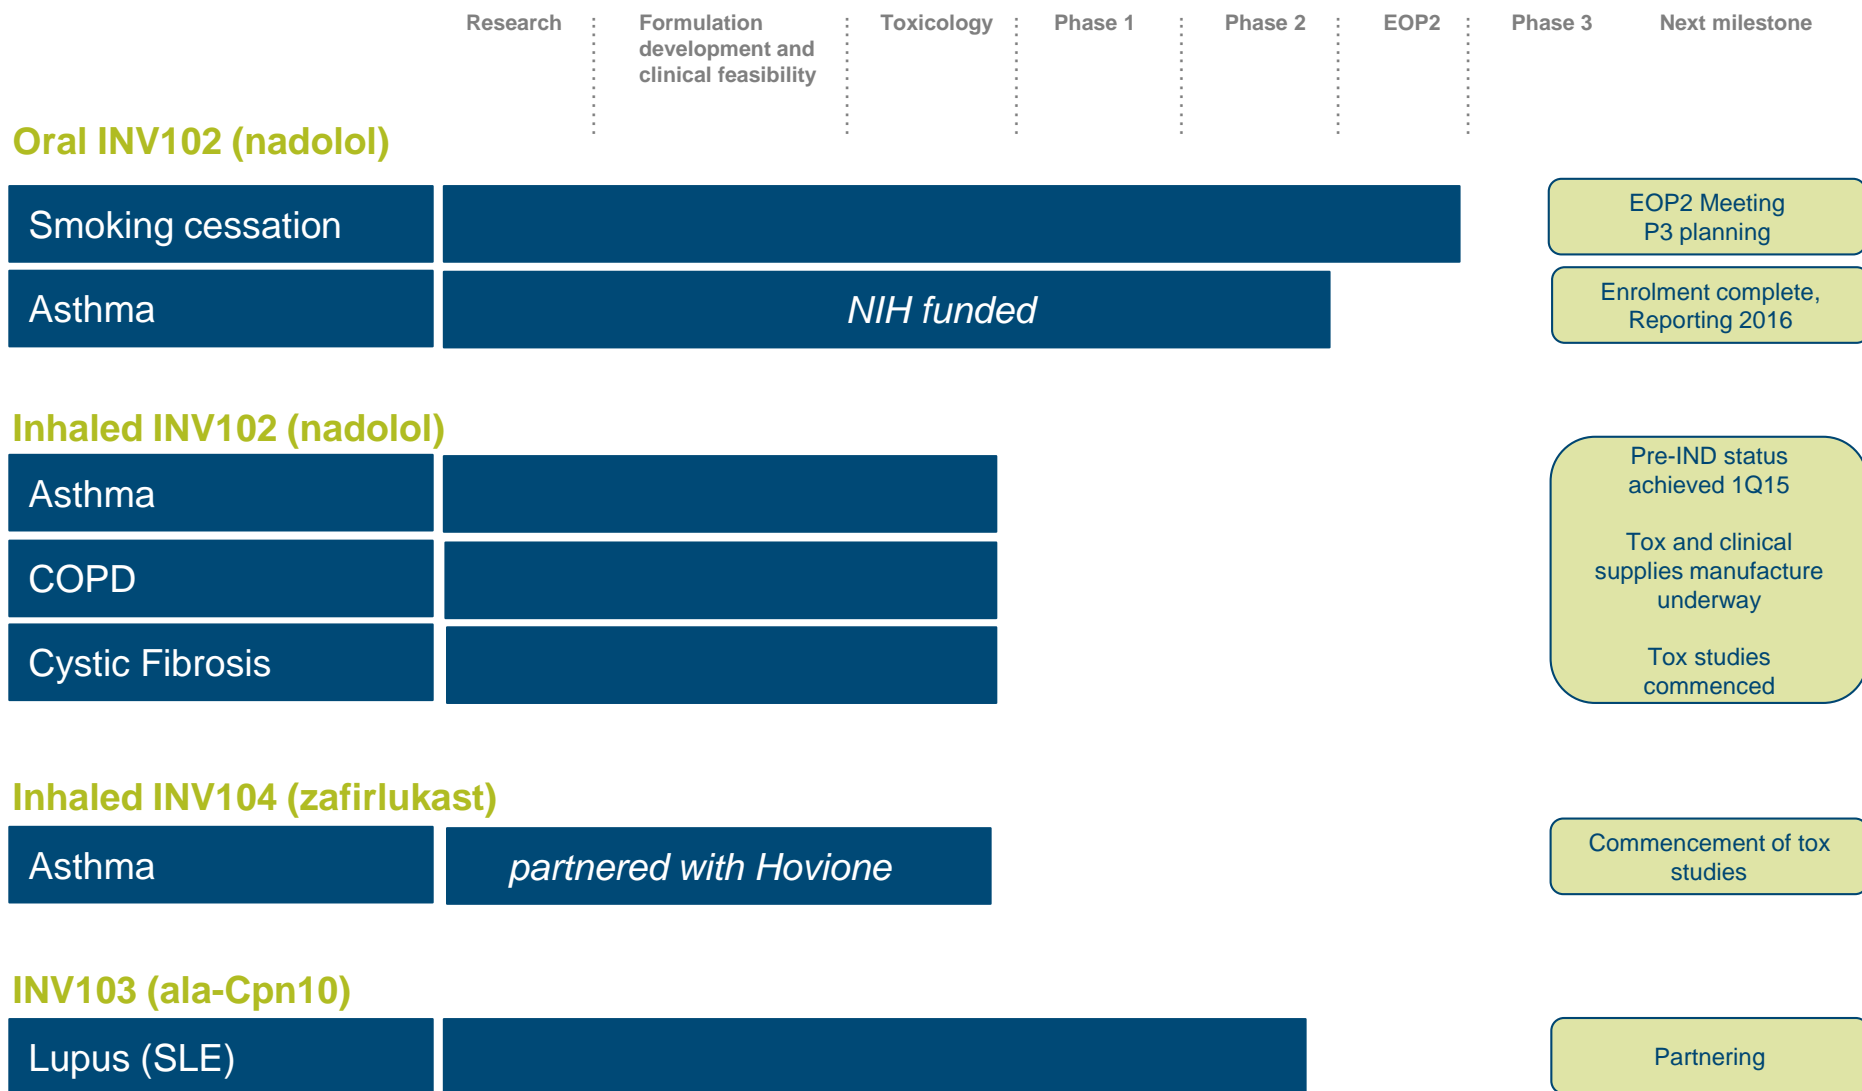 Research
Formulation
development and
clinical feasibility
Toxicology
Phase 1
Phase 2
EOP2
Phase 3
Next milestone
Oral INV102 (nadolol)
Smoking cessation
EOP2 Meeting
P3 planning
Asthma
NIH funded
Enrolment complete,
Reporting 2016
Inhaled INV102 (nadolol)
Asthma
COPD
Cystic Fibrosis
Pre-IND status
achieved 1Q15
Tox and clinical
supplies manufacture
underway
Tox studies
commenced
Inhaled INV104 (zafirlukast)
Asthma
partnered with Hovione
Commencement of tox
studies
INV103 (ala-Cpn10)
Lupus (SLE)
Partnering